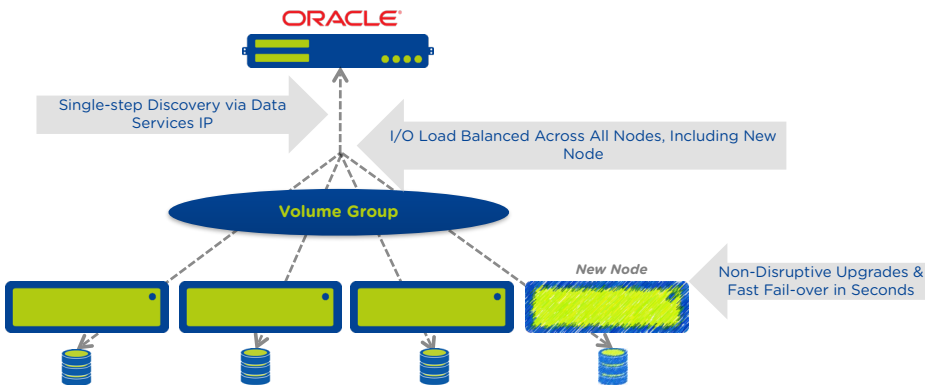 ORACLE®
Single-step Discovery via Data
Services IP
I/O Load Balanced Across All Nodes, Including New
Node
Volume Group
New Node
Non-Disruptive Upgrades &
Fast Fail-over in Seconds